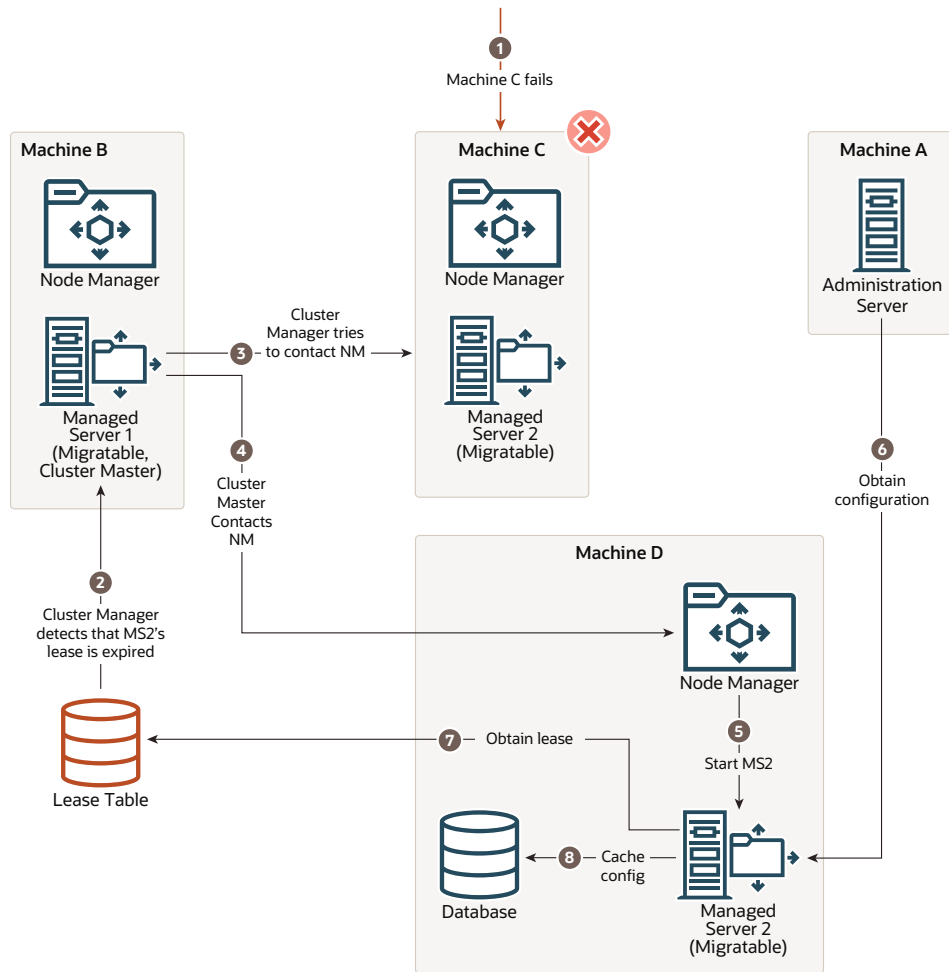 1
Machine C fails
Machine B
Node Manager
Managed
Server 1
(Migratable,
Cluster Master)
Machine C
Node Manager
Managed
Server 2
(Migratable)
Machine A
Administration
Server
2
Cluster Manager
detects that MS2's
lease is expired
Lease Table
Cluster
Manager tries
3
to contact NM
4
Cluster
Master
Contacts
NM
Machine D
Node Manager
5
Start MS2
6
Obtain
configuration
7
Obtain lease
8
Cache
config
Database
Managed
Server 2
(Migratable)